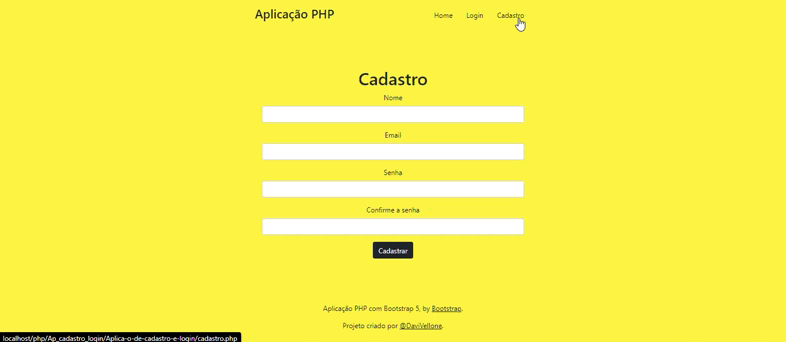 Aplicação PHP
Home Login Cadastro
Cadastro
Nome
Email
Senha
Confirme a senha
Cadastrar
Aplicação PHP com Bootstrap 5, by Bootstrap.
Projeto criado por @DaviVellone.
localhost/php/Ap_cadastro_login/Aplica-o-de-cadastro-e-login/cadastro.php